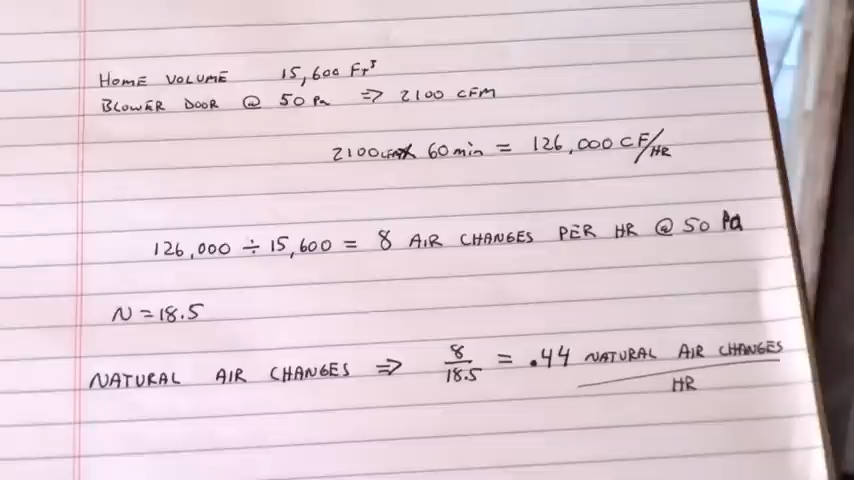 HOME VOLUME 15,600 FT³
BLOWER DOOR @ 50 Pa ⇒ 2100 CFM
2100 CFM X 60 min = 126,000 CF/HR
126,000 ÷ 15,600 = 8 AIR CHANGES PER HR @ 50 Pa
N = 18.5
NATURAL AIR CHANGES ⇒ 8/18.5 = .44 NATURAL AIR CHANGES/HR